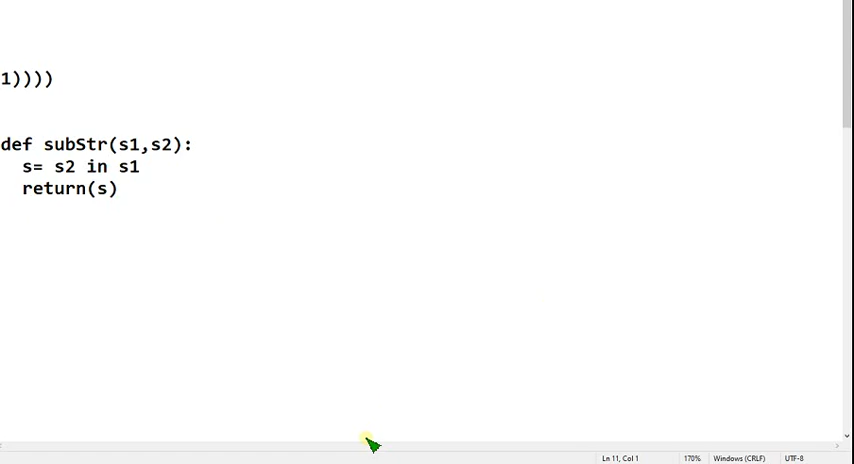 1))))
def subStr(s1,s2):
  s= s2 in s1
  return(s)
Ln 11, Col 1 170% Windows (CRLF) UTF-8